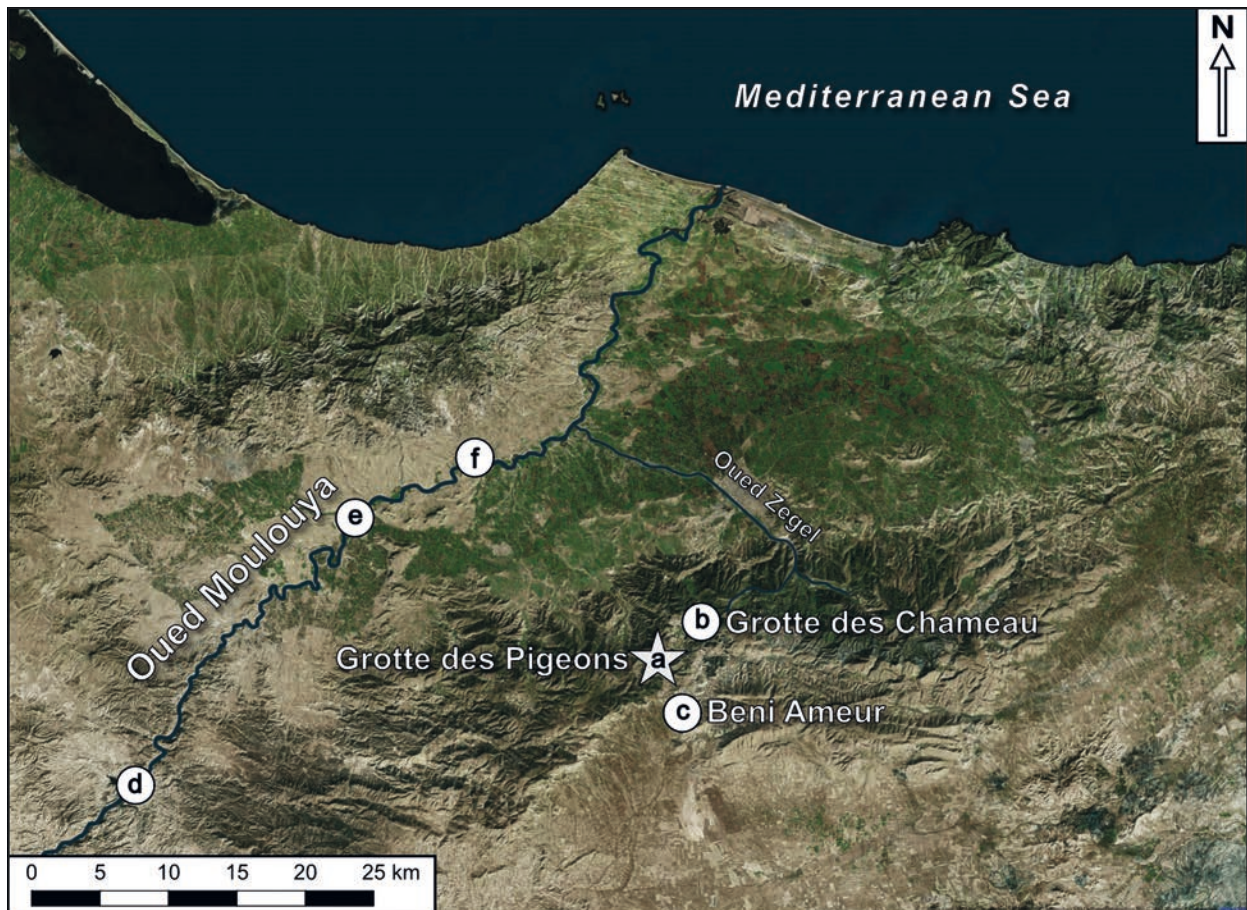 N
Mediterranean Sea
f
e
Oued Moulouya
Oued Zegel
b Grotte des Chameau
Grotte des Pigeons a
c Beni Ameur
d
0 5 10 15 20 25 km